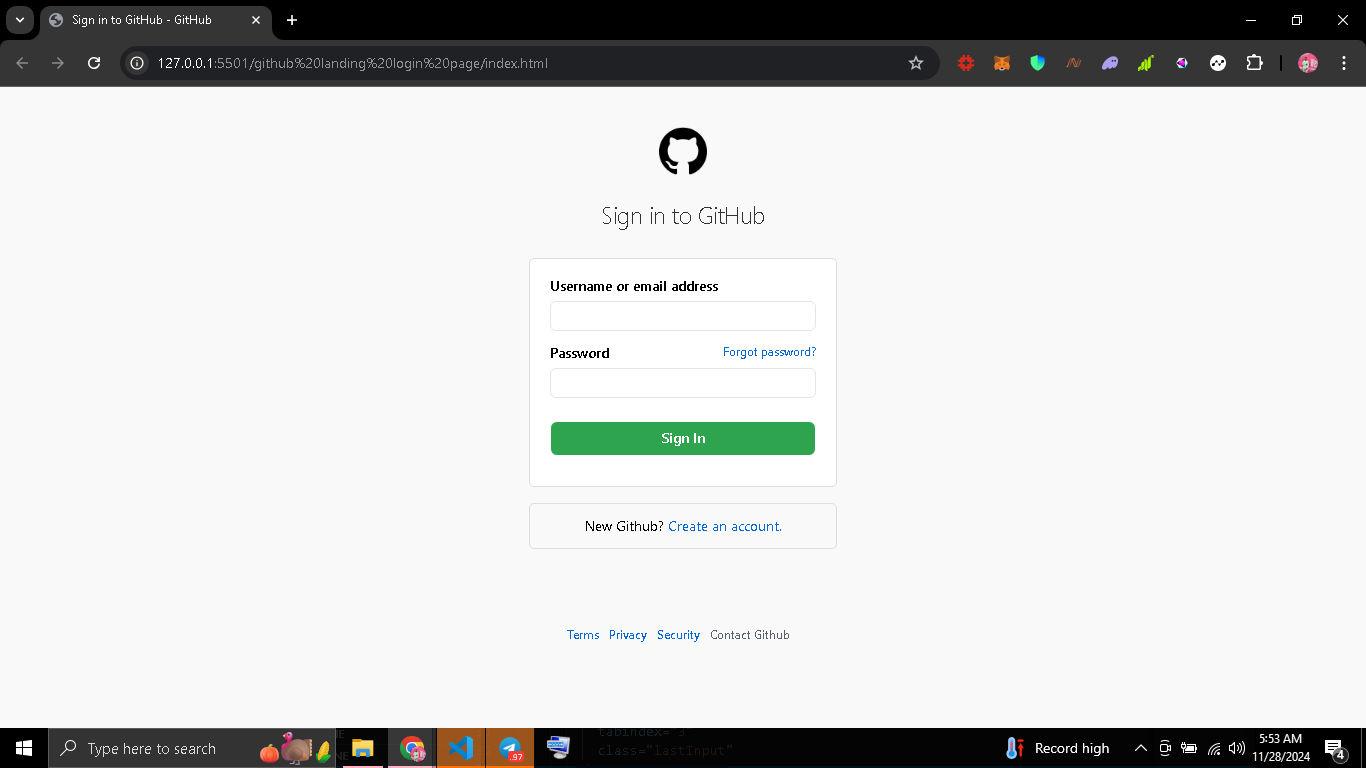 Sign in to GitHub - GitHub
127.0.0.1:5501/github%20landing%20login%20page/index.html
Sign in to GitHub
Username or email address
Password Forgot password?
Sign In
New Github? Create an account.
Terms Privacy Security Contact Github
tabindex="3"
class="lastInput"
Type here to search
97
Record high
5:53 AM
11/28/2024
4